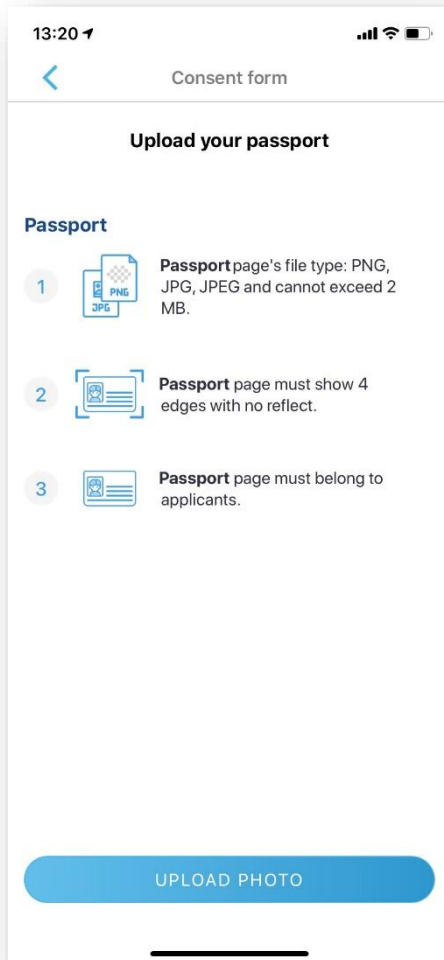 13:20
Consent form
Upload your passport
Passport
1
JPG
PNG
Passport page's file type: PNG,
JPG, JPEG and cannot exceed 2
MB.
2
Passport page must show 4
edges with no reflect.
3
Passport page must belong to
applicants.
UPLOAD PHOTO